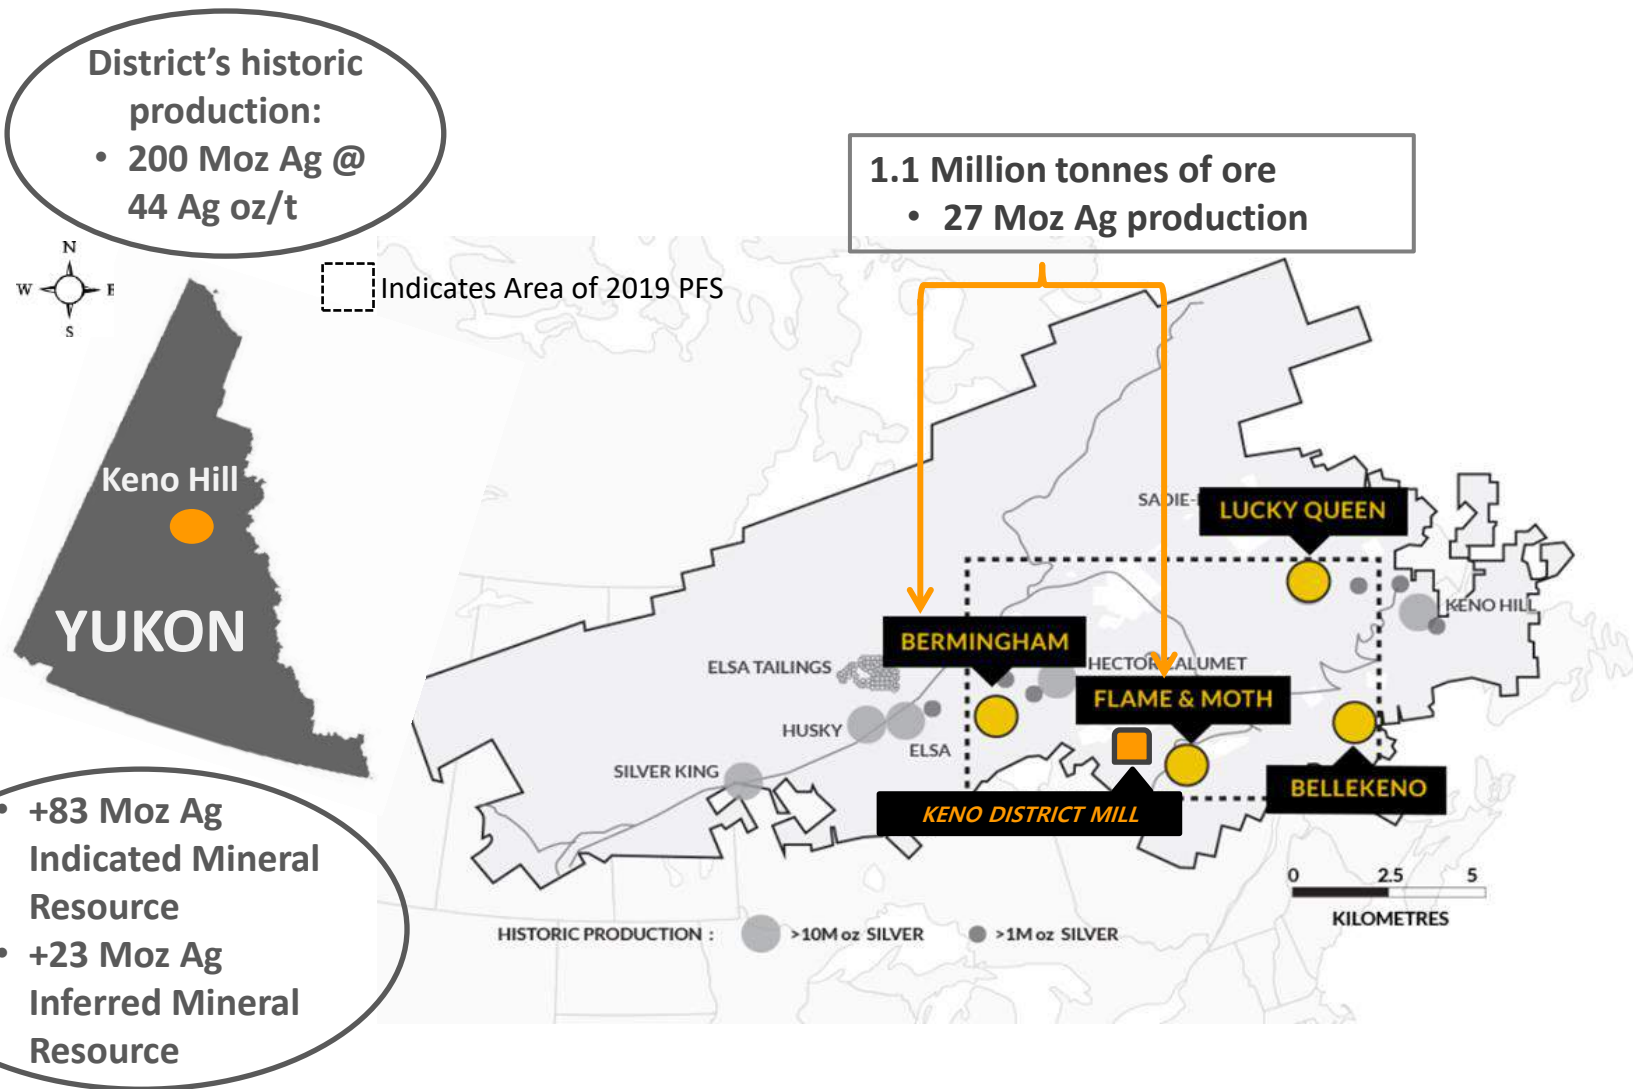 District's historic
production:
• 200 Moz Ag @
44 Ag oz/t
1.1 Million tonnes of ore
• 27 Moz Ag production
N
W
E
S
Indicates Area of 2019 PFS
Keno Hill
YUKON
SADIE-
LUCKY QUEEN
KENO HILL
BERMINGHAM
ELSA TAILINGS
HECTOR
FLAME & MOTH
HUSKY
ELSA
SILVER KING
BELLEKENO
KENO DISTRICT MILL
• +83 Moz Ag
Indicated Mineral
Resource
• +23 Moz Ag
Inferred Mineral
Resource
0 2.5 5
KILOMETRES
HISTORIC PRODUCTION : >10M oz SILVER >1M oz SILVER